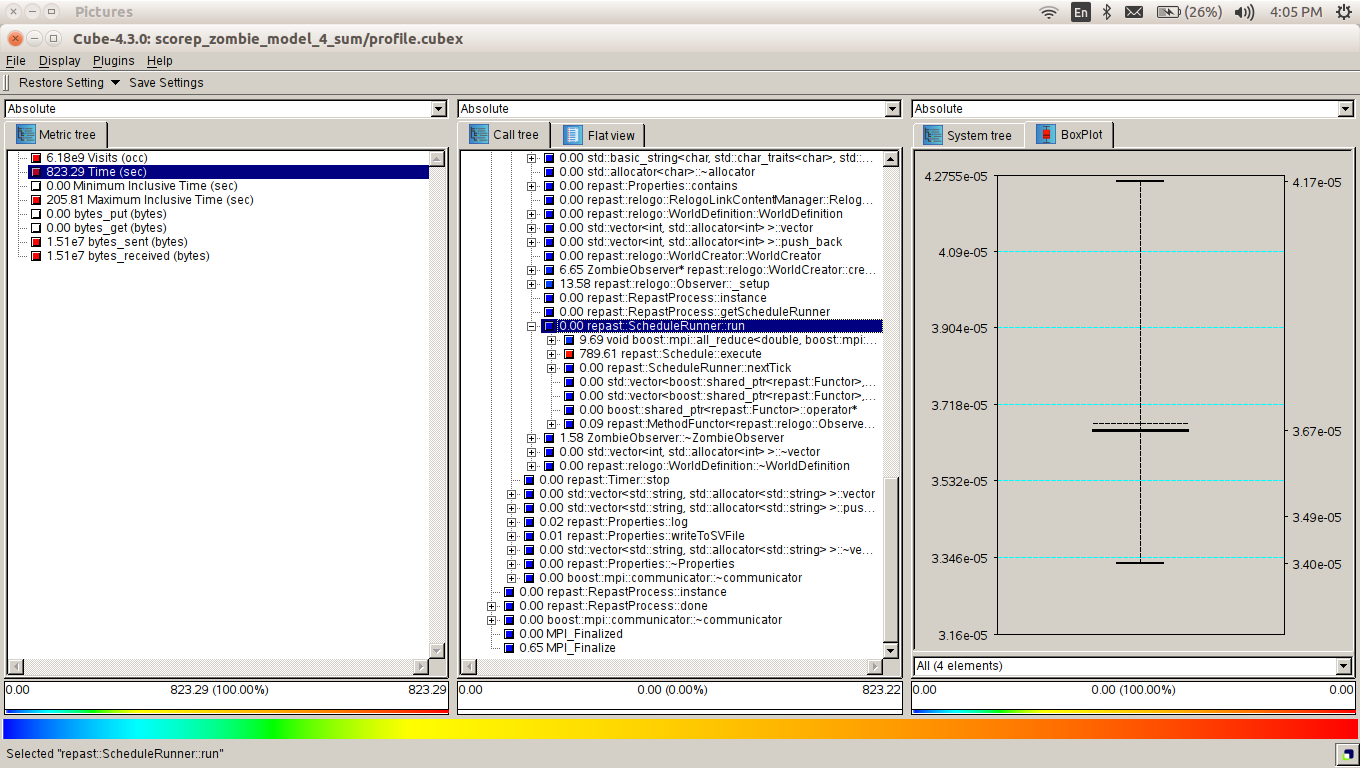 Pictures
En
(26%)
4:05 PM
Cube-4.3.0: scorep_zombie_model_4_sum/profile.cubex
File Display Plugins Help
Restore Setting Save Settings
Absolute
Metric tree
6.18e9 Visits (occ)
823.29 Time (sec)
0.00 Minimum Inclusive Time (sec)
205.81 Maximum Inclusive Time (sec)
0.00 bytes_put (bytes)
0.00 bytes_get (bytes)
1.51e7 bytes_sent (bytes)
1.51e7 bytes_received (bytes)
0.00 823.29 (100.00%) 823.29
Absolute
Call tree Flat view
0.00 std::basic_string<char, std::char_traits<char>, std::...
0.00 std::allocator<char>::~allocator
0.00 repast::Properties::contains
0.00 repast::relogo::RelogoLinkContentManager::Relog...
0.00 repast::relogo::WorldDefinition::WorldDefinition
0.00 std::vector<int, std::allocator<int> >::vector
0.00 std::vector<int, std::allocator<int> >::push_back
0.00 repast::relogo::WorldCreator::WorldCreator
6.65 ZombieObserver* repast::relogo::WorldCreator::cre...
13.58 repast::relogo::Observer::_setup
0.00 repast::RepastProcess::instance
0.00 repast::RepastProcess::getScheduleRunner
0.00 repast::ScheduleRunner::run
9.69 void boost::mpi::all_reduce<double, boost::mpi:...
789.61 repast::Schedule::execute
0.00 repast::ScheduleRunner::nextTick
0.00 std::vector<boost::shared_ptr<repast::Functor>,...
0.00 std::vector<boost::shared_ptr<repast::Functor>,...
0.00 boost::shared_ptr<repast::Functor>::operator*
0.09 repast::MethodFunctor<repast::relogo::Observe...
1.58 ZombieObserver::~ZombieObserver
0.00 std::vector<int, std::allocator<int> >::~vector
0.00 repast::relogo::WorldDefinition::~WorldDefinition
0.00 repast::Timer::stop
0.00 std::vector<std::string, std::allocator<std::string> >::vector
0.00 std::vector<std::string, std::allocator<std::string> >::pus...
0.02 repast::Properties::log
0.01 repast::Properties::writeToSVFile
0.00 std::vector<std::string, std::allocator<std::string> >::~ve...
0.00 repast::Properties::~Properties
0.00 boost::mpi::communicator::~communicator
0.00 repast::RepastProcess::instance
0.00 repast::RepastProcess::done
0.00 boost::mpi::communicator::~communicator
0.00 MPI_Finalized
0.65 MPI_Finalize
0.00 0.00 (0.00%) 823.22
Absolute
System tree BoxPlot
4.2755e-05
4.17e-05
4.09e-05
3.904e-05
3.718e-05
3.67e-05
3.532e-05
3.49e-05
3.346e-05
3.40e-05
3.16e-05
All (4 elements)
0.00 0.00 (100.00%) 0.00
Selected "repast::ScheduleRunner::run"